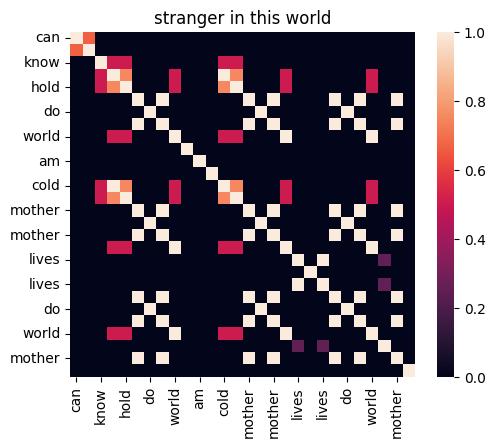 stranger in this world
can
know
hold
do
world
am
cold
mother
mother
lives
lives
do
world
mother
1.0
0.8
0.6
0.4
0.2
0.0
can
know
hold
do
world
am
cold
mother
mother
lives
lives
do
world
mother